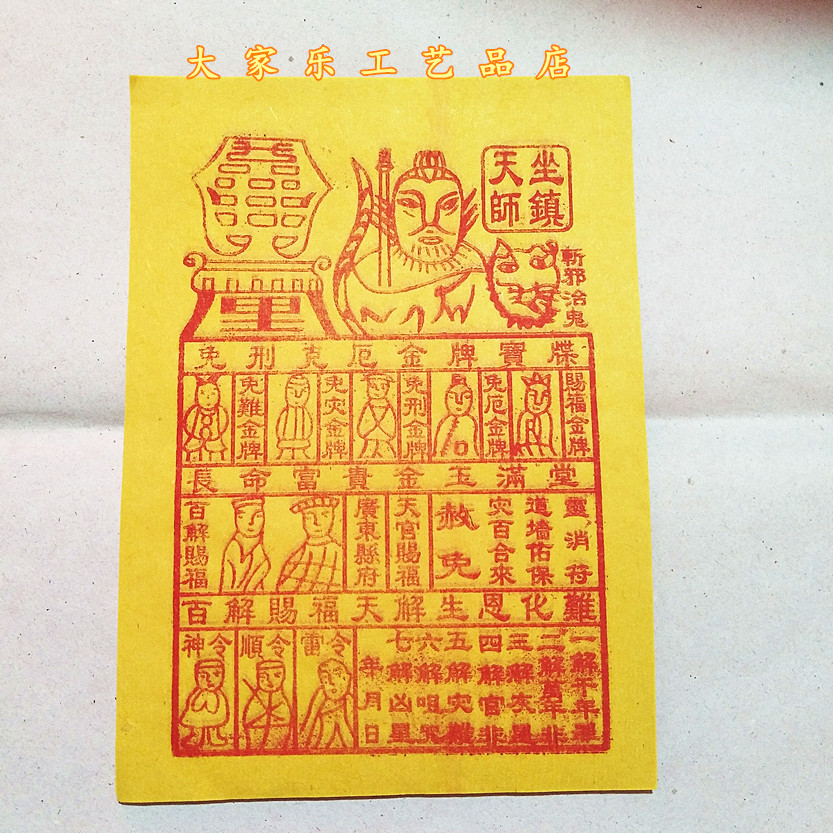 大家乐工艺品店
坐鎮
天師
斬邪治鬼
免刑克厄金牌寶牒
賜福金牌
免厄金牌
免刑金牌
免灾金牌
免難金牌
長命富貴金玉滿堂
靈消符
道墙佑保
灾百合來
赦免
天官賜福
廣東縣府
百解賜福
百解賜福天解生恩化難
一解千年
二解萬年非
三解灾星
四解官非
五解灾難
六解咀
七解凶星
年月日
雷令
順令
神令